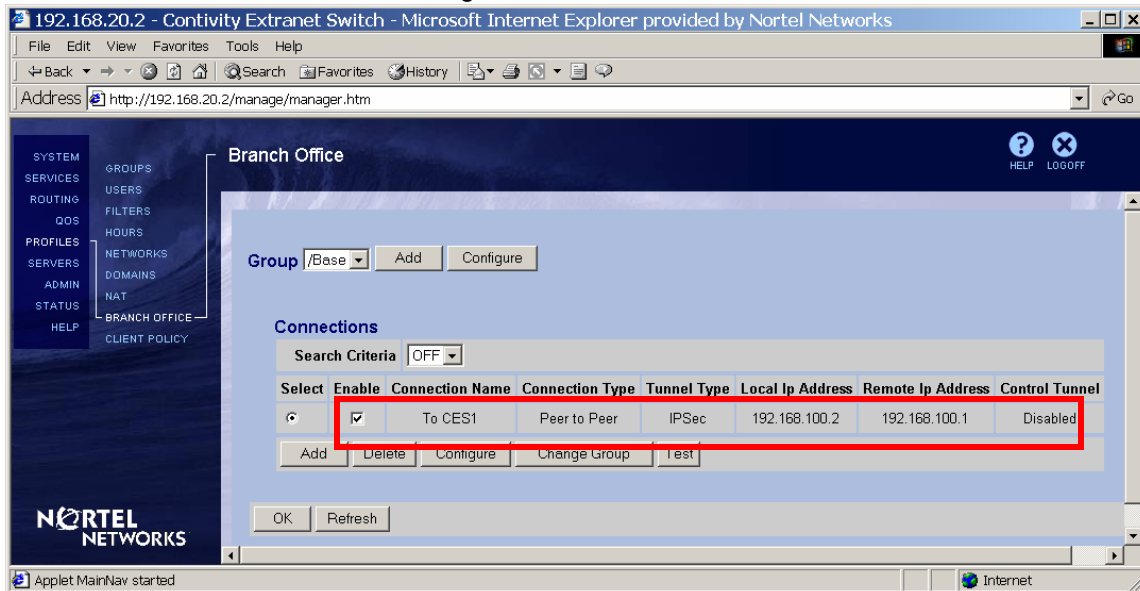 192.168.20.2 - Contivity Extranet Switch - Microsoft Internet Explorer provided by Nortel Networks
File Edit View Favorites Tools Help
Back Search Favorites History
Address http://192.168.20.2/manage/manager.htm Go
SYSTEM
SERVICES
ROUTING
QOS
PROFILES
SERVERS
ADMIN
STATUS
HELP
GROUPS
USERS
FILTERS
HOURS
NETWORKS
DOMAINS
NAT
BRANCH OFFICE
CLIENT POLICY
Branch Office
HELP LOGOFF
Group /Base Add Configure
Connections
Search Criteria OFF
Select Enable Connection Name Connection Type Tunnel Type Local Ip Address Remote Ip Address Control Tunnel
To CES1 Peer to Peer IPSec 192.168.100.2 192.168.100.1 Disabled
Add Delete Configure Change Group Test
OK Refresh
NORTEL
NETWORKS
Applet MainNav started Internet